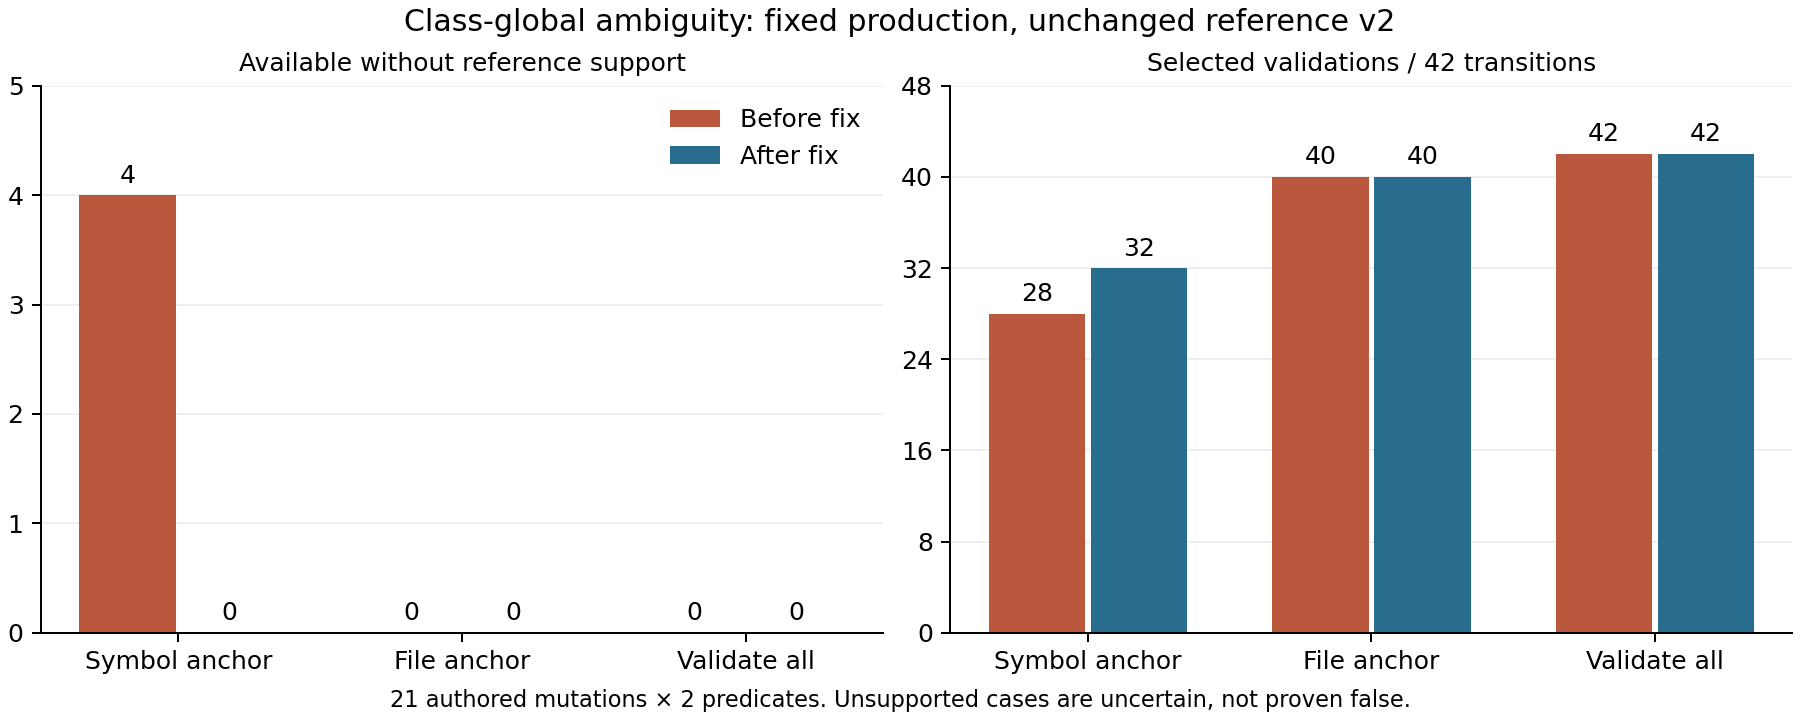 Class-global ambiguity: fixed production, unchanged reference v2
Available without reference support
5
4
3
2
1
0
Before fix
After fix
4
0
0
0
0
0
Symbol anchor
File anchor
Validate all
Selected validations / 42 transitions
48
40
32
24
16
8
0
28
32
40
40
42
42
Symbol anchor
File anchor
Validate all
21 authored mutations × 2 predicates. Unsupported cases are uncertain, not proven false.